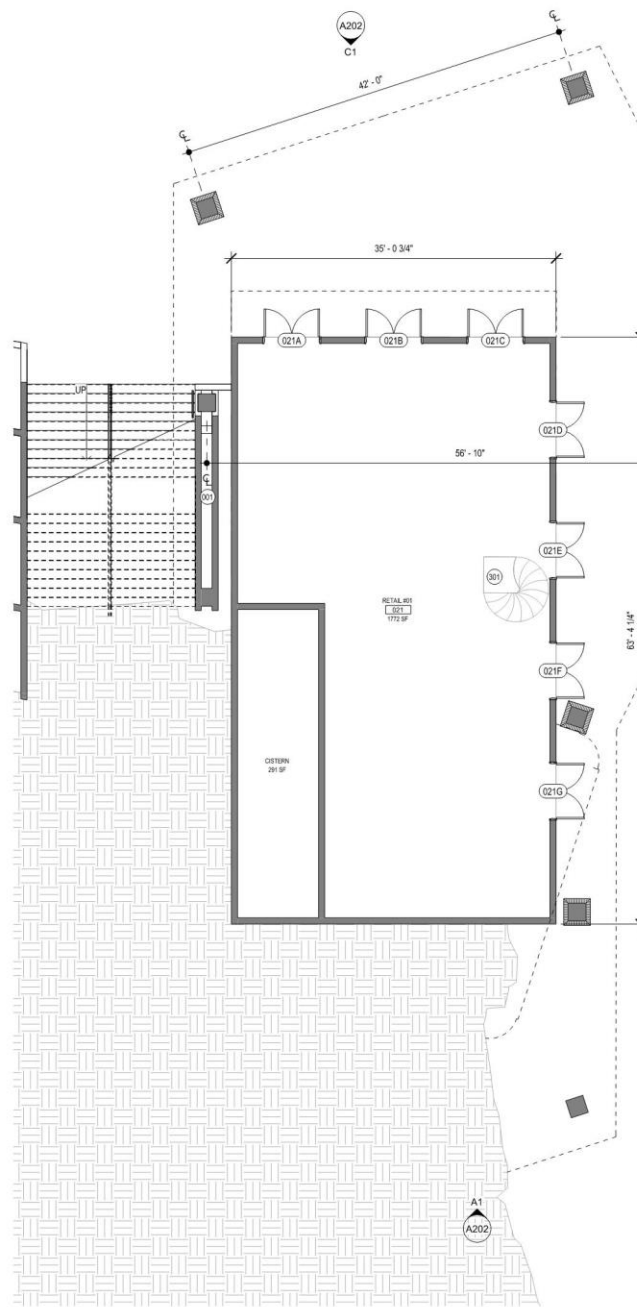 A202
C1
℄
42' - 0"
℄
35' - 0 3/4"
021A
021B
021C
UP
021D
56' - 10"
℄
001
021E
301
RETAIL #01
021
1772 SF
63' - 4 1/4"
021F
CISTERN
291 SF
021G
A1
A202